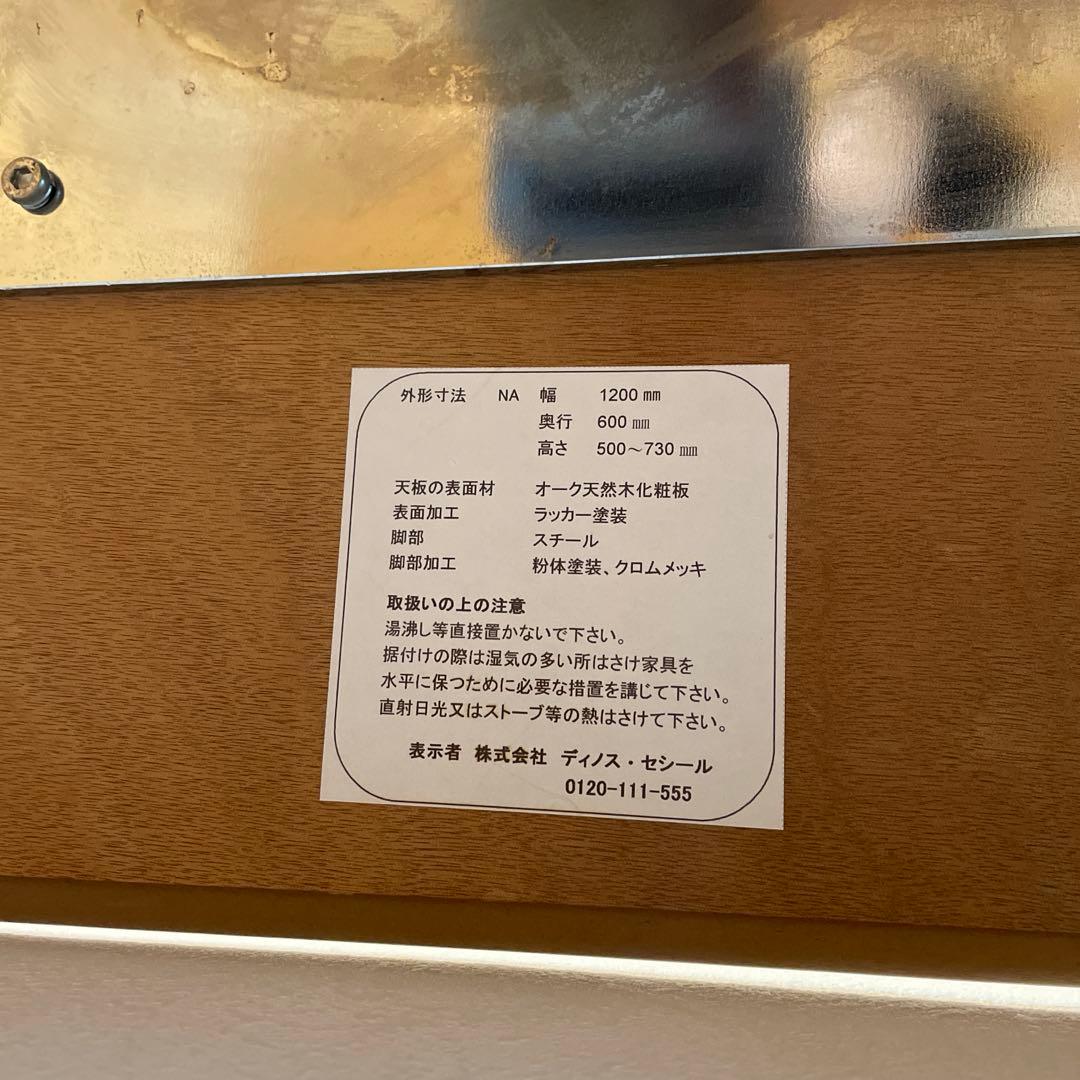 外形寸法 NA 幅 1200㎜
奥行 600㎜
高さ 500～730㎜
天板の表面材 オーク天然木化粧板
表面加工 ラッカー塗装
脚部 スチール
脚部加工 粉体塗装、クロムメッキ
取扱いの上の注意
湯沸し等直接置かないで下さい。
据付けの際は湿気の多い所はさけ家具を
水平に保つために必要な措置を講じて下さい。
直射日光又はストーブ等の熱はさけて下さい。
表示者 株式会社 ディノス・セシール
0120-111-555